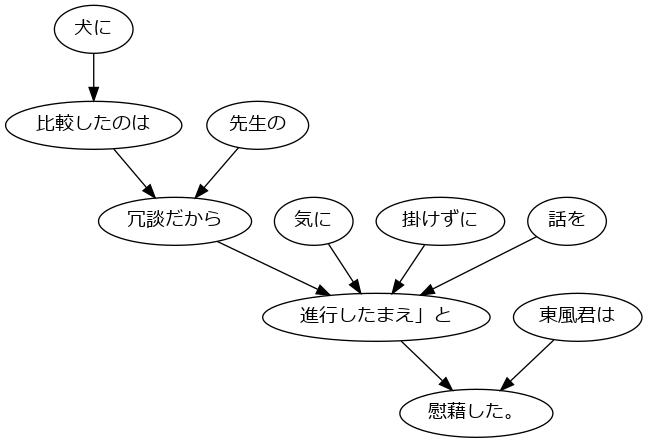 犬に
比較したのは
先生の
冗談だから
気に
掛けずに
話を
進行したまえ」と
東風君は
慰藉した。